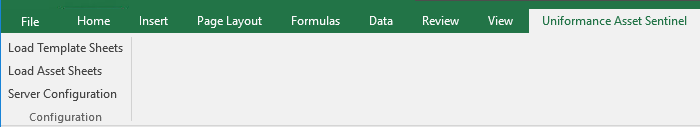 File Home Insert Page Layout Formulas Data Review View Uniformance Asset Sentinel
Load Template Sheets
Load Asset Sheets
Server Configuration
Configuration